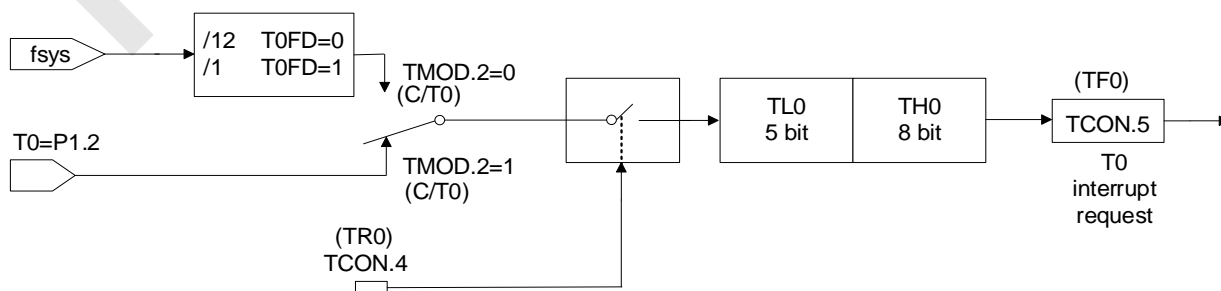 fsys
/12 T0FD=0
/1 T0FD=1
TMOD.2=0
(C/T0)
T0=P1.2
TMOD.2=1
(C/T0)
(TR0)
TCON.4
TL0
5 bit
TH0
8 bit
(TF0)
TCON.5
T0
interrupt
request